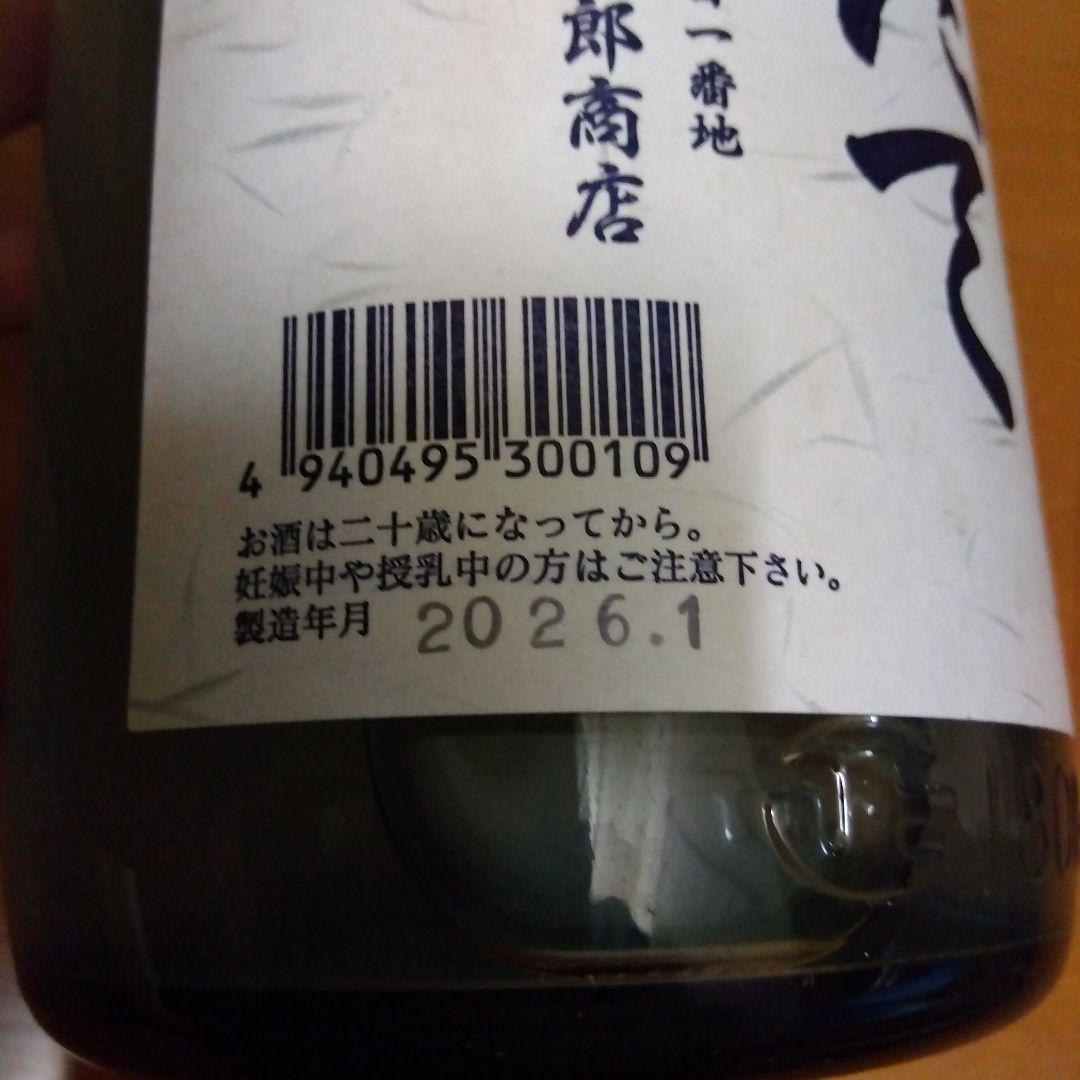 一番地
郎商店
4 940495 300109
お酒は二十歳になってから。
妊娠中や授乳中の方はご注意下さい。
製造年月 2026.1
180